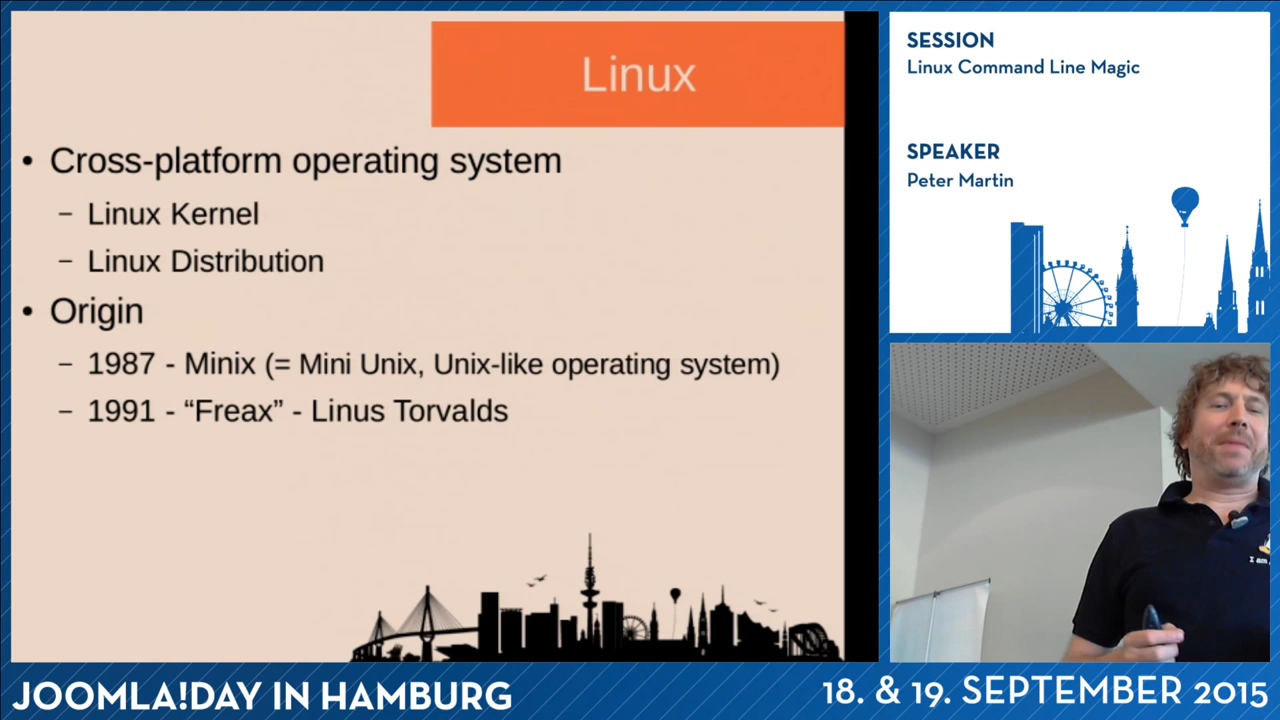 Linux
• Cross-platform operating system
– Linux Kernel
– Linux Distribution
• Origin
– 1987 - Minix (= Mini Unix, Unix-like operating system)
– 1991 - “Freax” - Linus Torvalds
SESSION
Linux Command Line Magic
SPEAKER
Peter Martin
I am
JOOMLA!DAY IN HAMBURG
18. & 19. SEPTEMBER 2015